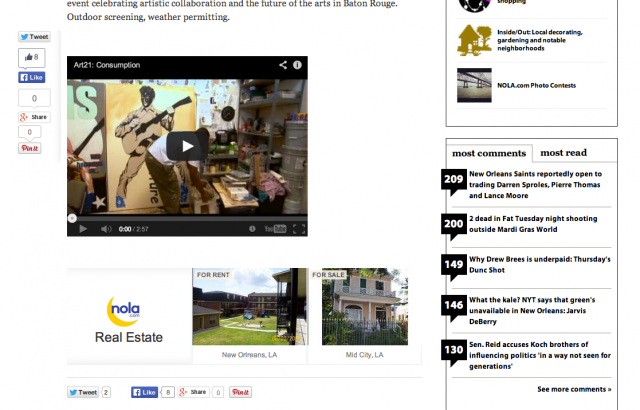 event celebrating artistic collaboration and the future of the arts in Baton Rouge.
Outdoor screening, weather permitting.
Tweet
8
Like
0
Share
0
Pin it
Art21: Consumption
0:00 / 2:57
YouTube
nola
.com
Real Estate
FOR RENT
New Orlreans, LA
FOR SALE
Mid City, LA
Tweet 2
Like 8
Share 0
Pin it
shopping
Inside/Out: Local decorating,
gardening and notable
neighborhoods
NOLA.com Photo Contests
most comments
most read
209
New Orleans Saints reportedly open to
trading Darren Sproles, Pierre Thomas
and Lance Moore
200
2 dead in Fat Tuesday night shooting
outside Mardi Gras World
149
Why Drew Brees is underpaid: Thursday's
Dunc Shot
146
What the kale? NYT says that green's
unavailable in New Orleans: Jarvis
DeBerry
130
Sen. Reid accuses Koch brothers of
influencing politics 'in a way not seen for
generations'
See more comments »